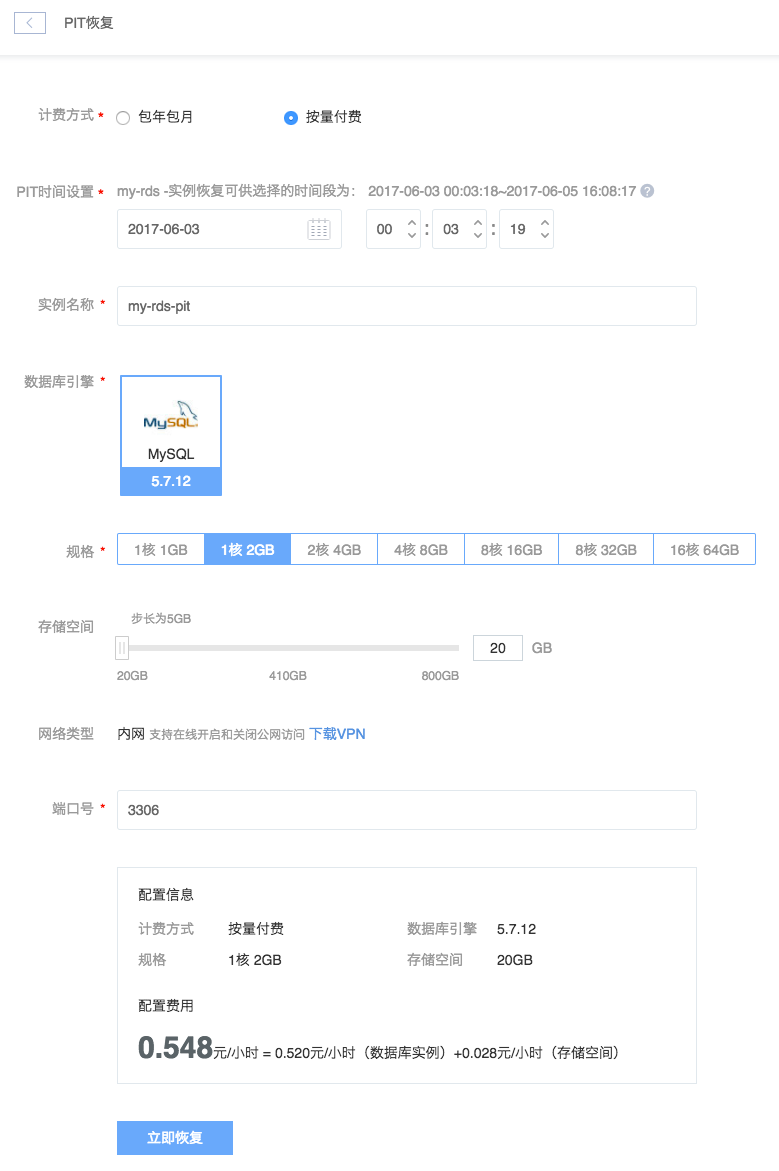 PIT恢复
计费方式 * 包年包月 按量付费
PIT时间设置 * my-rds -实例恢复可供选择的时间段为： 2017-06-03 00:03:18~2017-06-05 16:08:17 ?
2017-06-03 00 : 03 : 19
实例名称 * my-rds-pit
数据库引擎 *
MySQL
MySQL
5.7.12
规格 * 1核 1GB 1核 2GB 2核 4GB 4核 8GB 8核 16GB 8核 32GB 16核 64GB
步长为5GB
存储空间 20 GB
20GB 410GB 800GB
网络类型 内网 支持在线开启和关闭公网访问 下载VPN
端口号 * 3306
配置信息
计费方式 按量付费 数据库引擎 5.7.12
规格 1核 2GB 存储空间 20GB
配置费用
0.548元/小时 = 0.520元/小时（数据库实例）+0.028元/小时（存储空间）
立即恢复